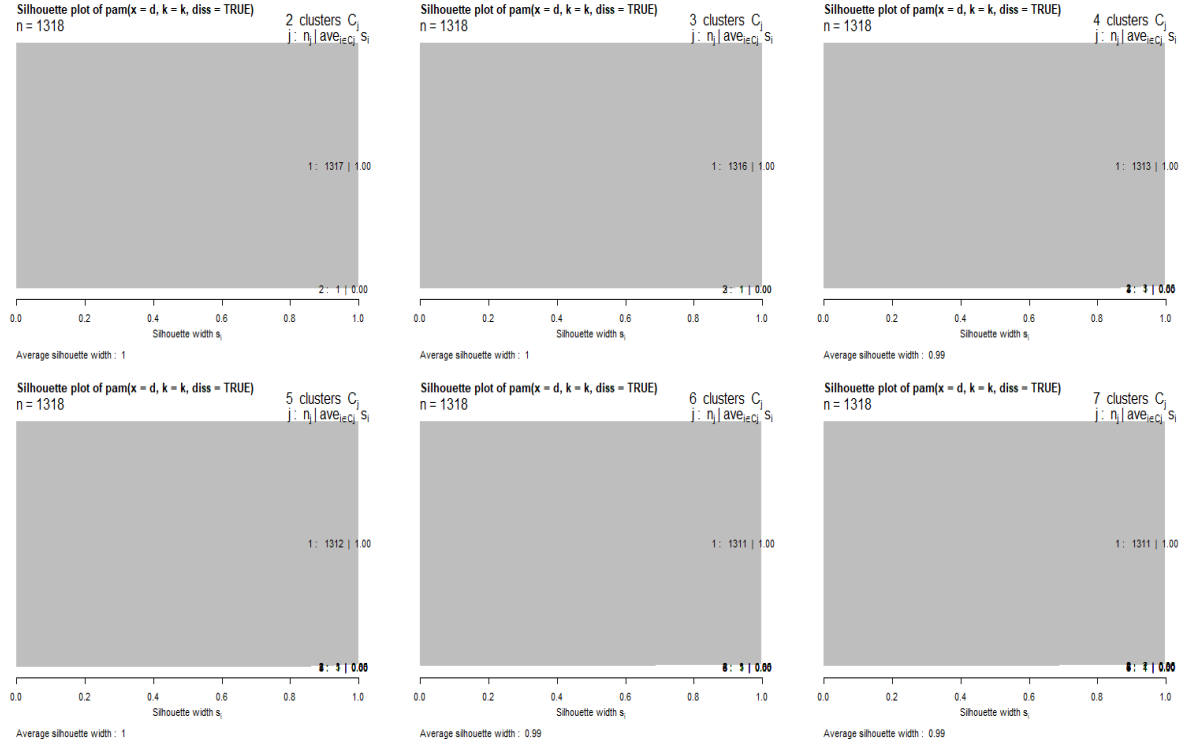 Silhouette plot of pam(x = d, k = k, diss = TRUE)
n = 1318
2 clusters Cj
j : nj | avei∈Cj si
1 : 1317 | 1.00
2 : 1 | 0.00
0.0 0.2 0.4 0.6 0.8 1.0
Silhouette width si
Average silhouette width : 1
Silhouette plot of pam(x = d, k = k, diss = TRUE)
n = 1318
3 clusters Cj
j : nj | avei∈Cj si
1 : 1316 | 1.00
1 | 0.00
0.0 0.2 0.4 0.6 0.8 1.0
Silhouette width si
Average silhouette width : 1
Silhouette plot of pam(x = d, k = k, diss = TRUE)
n = 1318
4 clusters Cj
j : nj | avei∈Cj si
1 : 1313 | 1.00
0.0 0.2 0.4 0.6 0.8 1.0
Silhouette width si
Average silhouette width : 0.99
Silhouette plot of pam(x = d, k = k, diss = TRUE)
n = 1318
5 clusters Cj
j : nj | avei∈Cj si
1 : 1312 | 1.00
0.0 0.2 0.4 0.6 0.8 1.0
Silhouette width si
Average silhouette width : 1
Silhouette plot of pam(x = d, k = k, diss = TRUE)
n = 1318
6 clusters Cj
j : nj | avei∈Cj si
1 : 1311 | 1.00
0.0 0.2 0.4 0.6 0.8 1.0
Silhouette width si
Average silhouette width : 0.99
Silhouette plot of pam(x = d, k = k, diss = TRUE)
n = 1318
7 clusters Cj
j : nj | avei∈Cj si
1 : 1311 | 1.00
0.0 0.2 0.4 0.6 0.8 1.0
Silhouette width si
Average silhouette width : 0.99